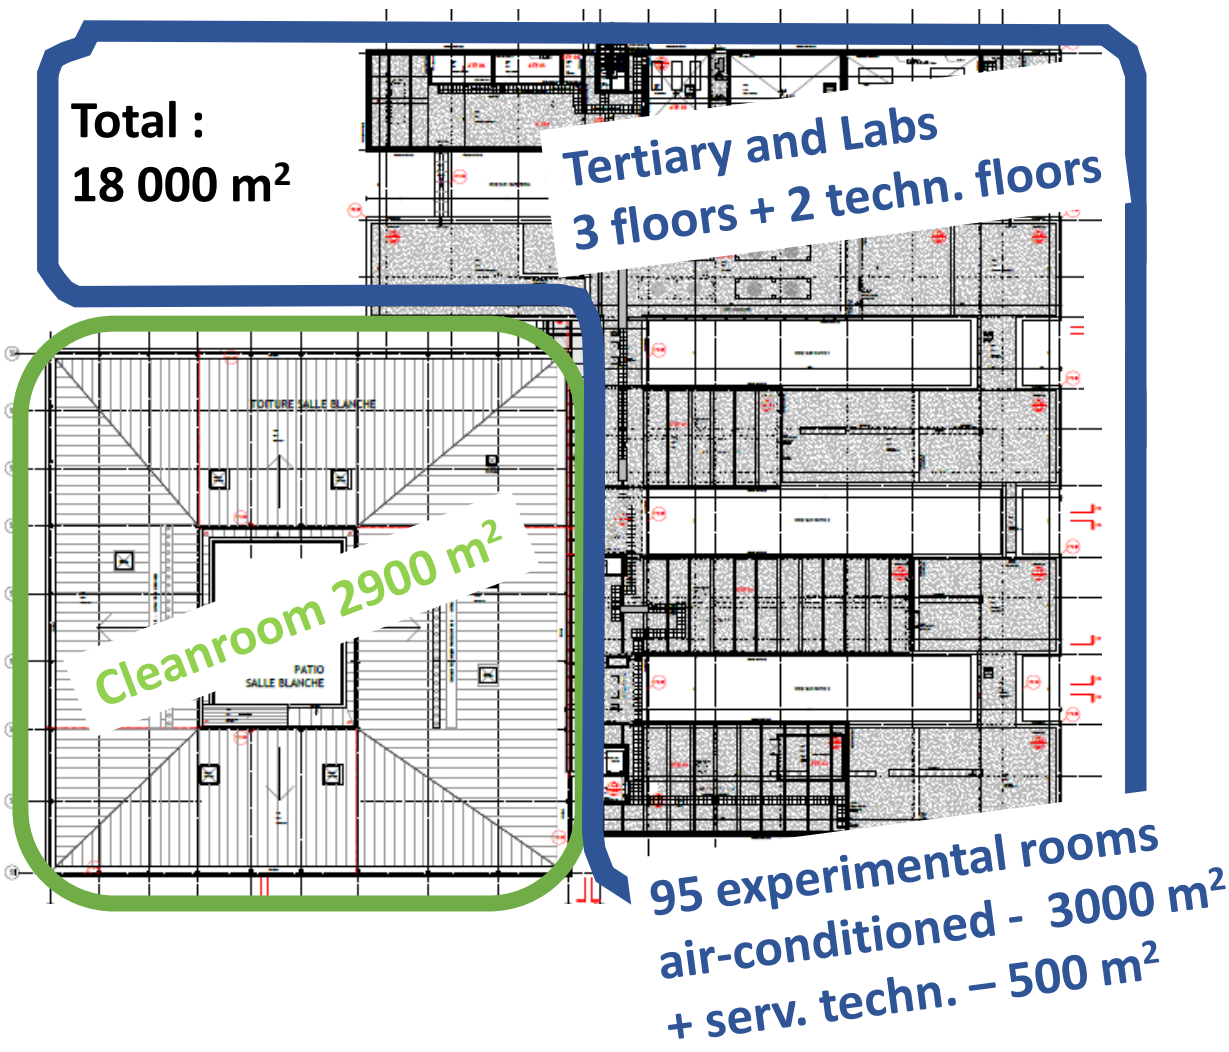 Total :
18 000 m²
Tertiary and Labs
3 floors + 2 techn. floors
TOITURE SALLE BLANCHE
Cleanroom 2900 m²
PATIO
SALLE BLANCHE
95 experimental rooms
air-conditioned - 3000 m²
+ serv. techn. – 500 m²